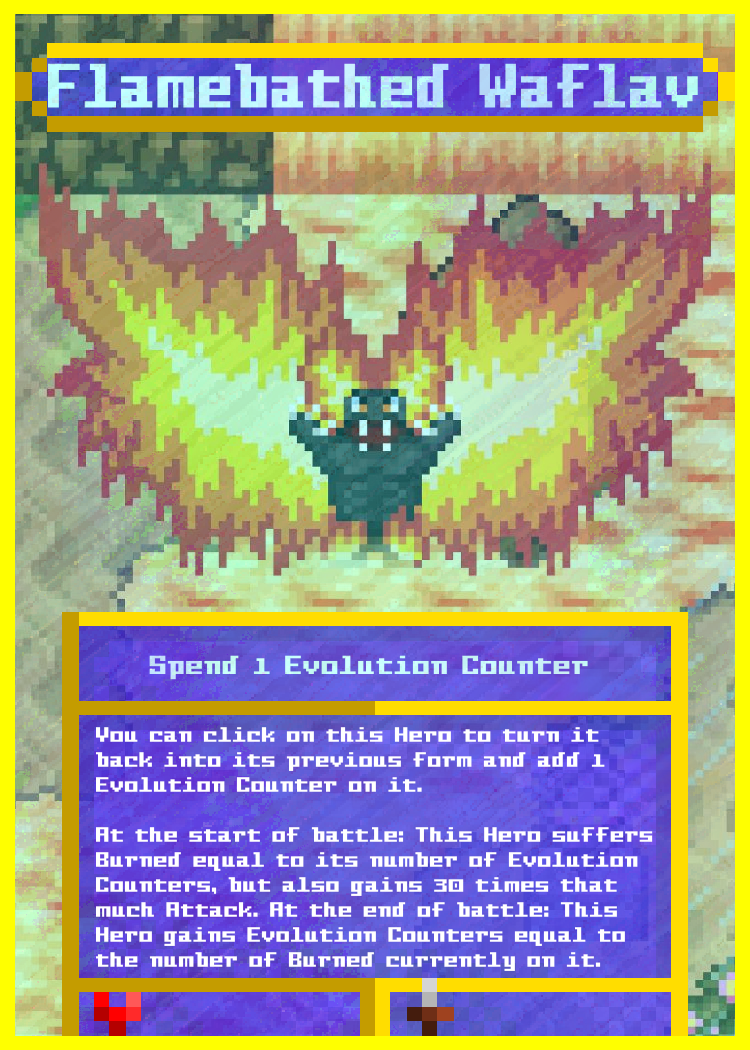 Flamebathed Waflav
Spend 1 Evolution Counter
You can click on this Hero to turn it
back into its previous form and add 1
Evolution Counter on it.
At the start of battle: This Hero suffers
Burned equal to its number of Evolution
Counters, but also gains 30 times that
much Attack. At the end of battle: This
Hero gains Evolution Counters equal to
the number of Burned currently on it.